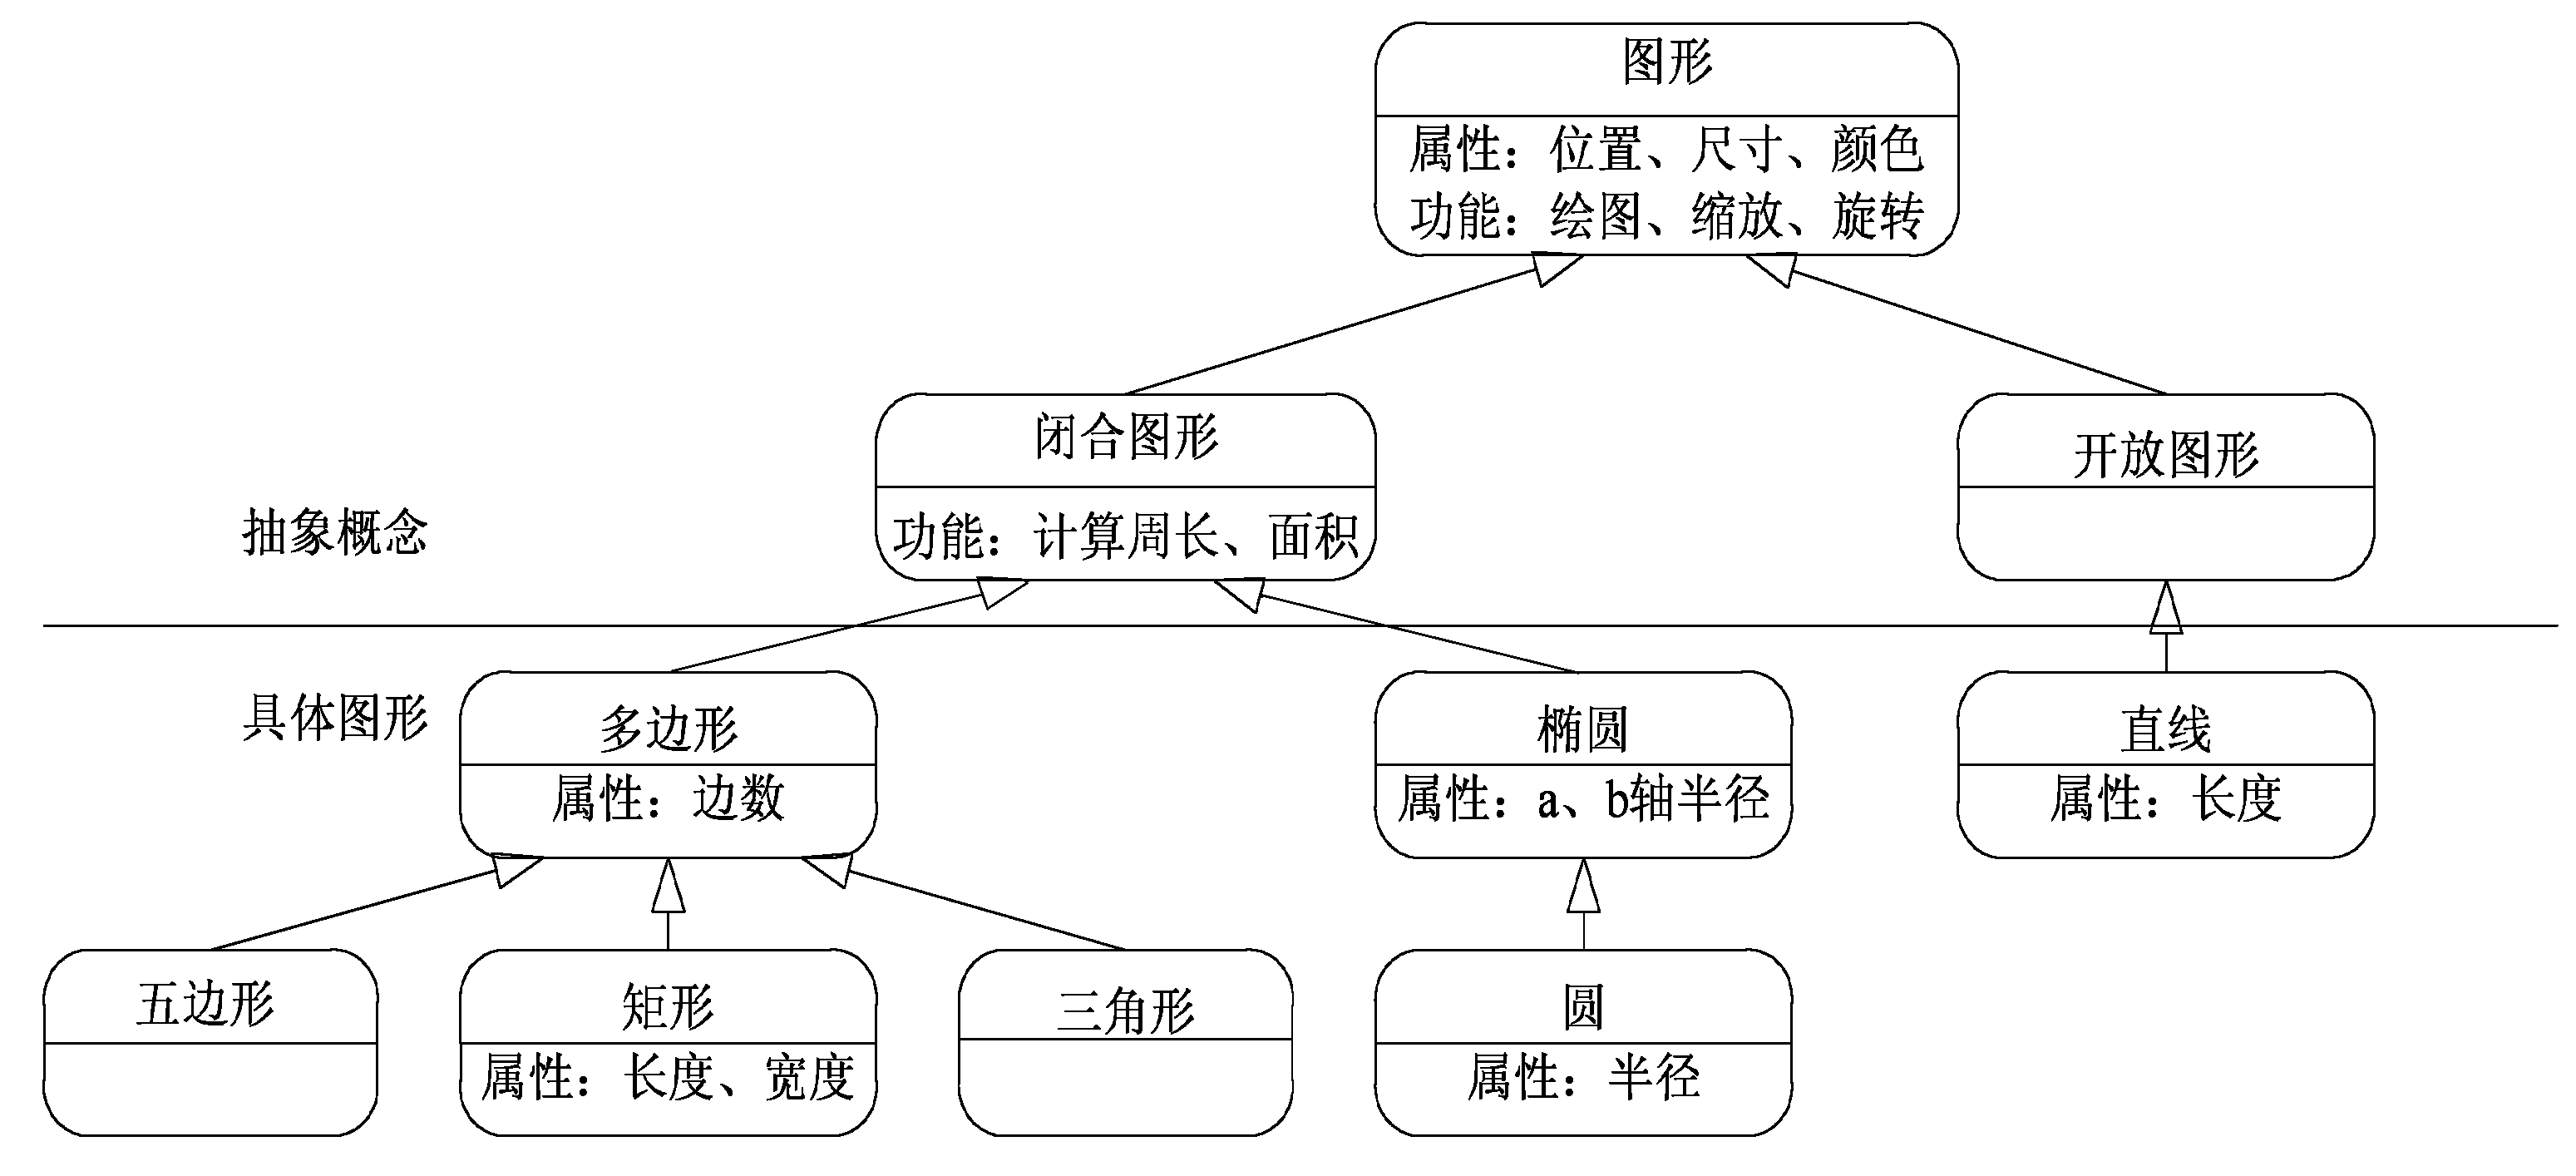 图形
属性：位置、尺寸、颜色
功能：绘图、缩放、旋转
闭合图形
功能：计算周长、面积
开放图形
抽象概念
具体图形
多边形
属性：边数
椭圆
属性：a、b轴半径
直线
属性：长度
五边形
矩形
属性：长度、宽度
三角形
圆
属性：半径